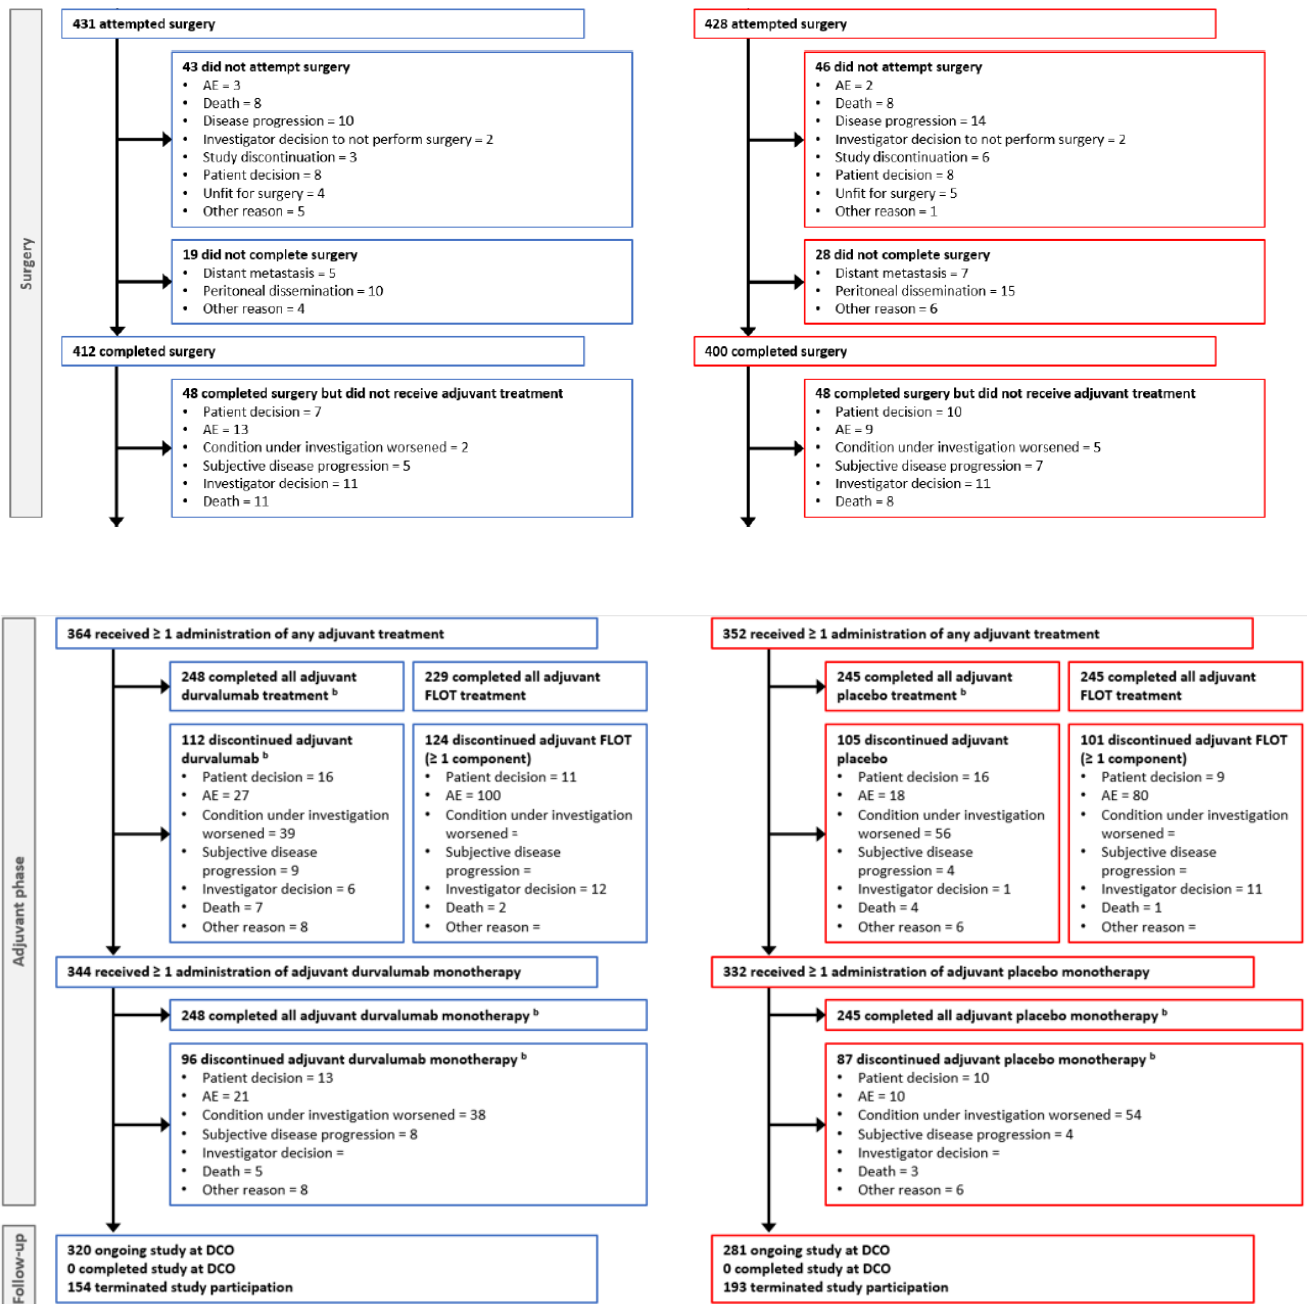 Surgery
431 attempted surgery
43 did not attempt surgery
• AE = 3
• Death = 8
• Disease progression = 10
• Investigator decision to not perform surgery = 2
• Study discontinuation = 3
• Patient decision = 8
• Unfit for surgery = 4
• Other reason = 5
19 did not complete surgery
• Distant metastasis = 5
• Peritoneal dissemination = 10
• Other reason = 4
412 completed surgery
48 completed surgery but did not receive adjuvant treatment
• Patient decision = 7
• AE = 13
• Condition under investigation worsened = 2
• Subjective disease progression = 5
• Investigator decision = 11
• Death = 11
428 attempted surgery
46 did not attempt surgery
• AE = 2
• Death = 8
• Disease progression = 14
• Investigator decision to not perform surgery = 2
• Study discontinuation = 6
• Patient decision = 8
• Unfit for surgery = 5
• Other reason = 1
28 did not complete surgery
• Distant metastasis = 7
• Peritoneal dissemination = 15
• Other reason = 6
400 completed surgery
48 completed surgery but did not receive adjuvant treatment
• Patient decision = 10
• AE = 9
• Condition under investigation worsened = 5
• Subjective disease progression = 7
• Investigator decision = 11
• Death = 8
Adjuvant phase
364 received ≥ 1 administration of any adjuvant treatment
248 completed all adjuvant
durvalumab treatment b
229 completed all adjuvant
FLOT treatment
112 discontinued adjuvant
durvalumab b
• Patient decision = 16
• AE = 27
• Condition under investigation
worsened = 39
• Subjective disease
progression = 9
• Investigator decision = 6
• Death = 7
• Other reason = 8
124 discontinued adjuvant FLOT
(≥ 1 component)
• Patient decision = 11
• AE = 100
• Condition under investigation
worsened =
• Subjective disease
progression =
• Investigator decision = 12
• Death = 2
• Other reason =
344 received ≥ 1 administration of adjuvant durvalumab monotherapy
248 completed all adjuvant durvalumab monotherapy b
96 discontinued adjuvant durvalumab monotherapy b
• Patient decision = 13
• AE = 21
• Condition under investigation worsened = 38
• Subjective disease progression = 8
• Investigator decision =
• Death = 5
• Other reason = 8
352 received ≥ 1 administration of any adjuvant treatment
245 completed all adjuvant
placebo treatment b
245 completed all adjuvant
FLOT treatment
105 discontinued adjuvant
placebo
• Patient decision = 16
• AE = 18
• Condition under investigation
worsened = 56
• Subjective disease
progression = 4
• Investigator decision = 1
• Death = 4
• Other reason = 6
101 discontinued adjuvant FLOT
(≥ 1 component)
• Patient decision = 9
• AE = 80
• Condition under investigation
worsened =
• Subjective disease
progression =
• Investigator decision = 11
• Death = 1
• Other reason =
332 received ≥ 1 administration of adjuvant placebo monotherapy
245 completed all adjuvant placebo monotherapy b
87 discontinued adjuvant placebo monotherapy b
• Patient decision = 10
• AE = 10
• Condition under investigation worsened = 54
• Subjective disease progression = 4
• Investigator decision =
• Death = 3
• Other reason = 6
Follow-up
320 ongoing study at DCO
0 completed study at DCO
154 terminated study participation
281 ongoing study at DCO
0 completed study at DCO
193 terminated study participation